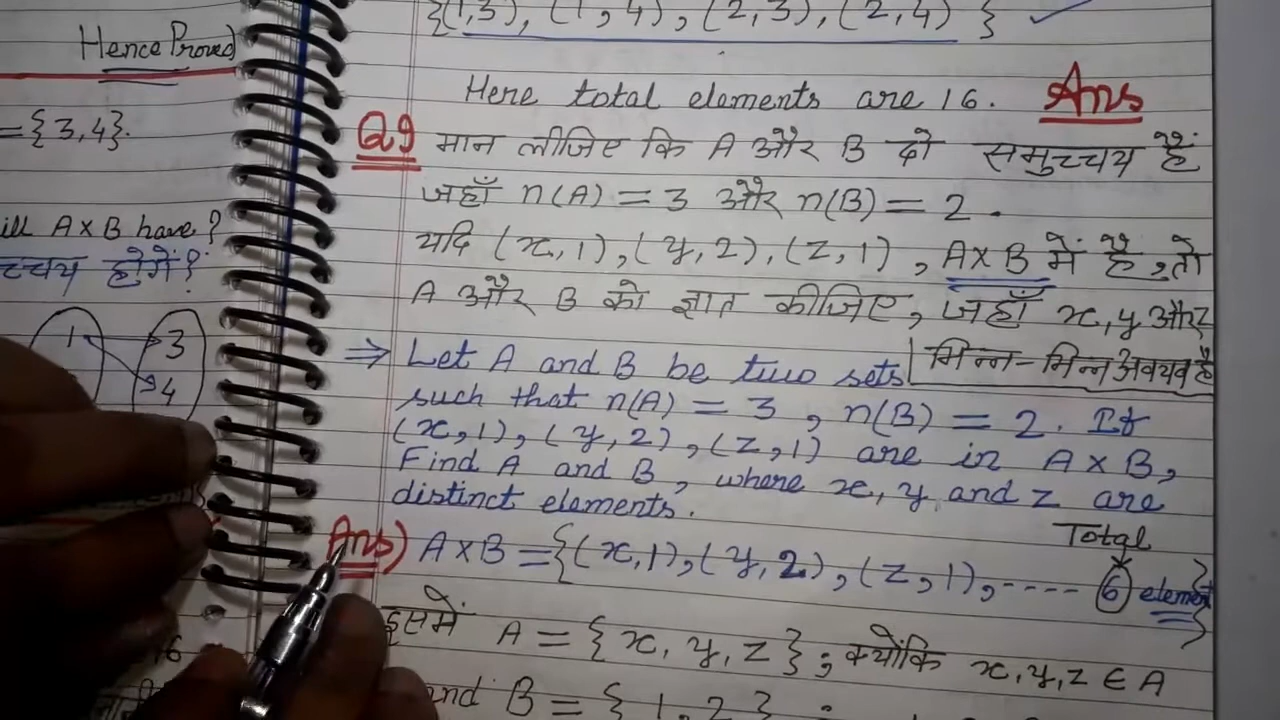 Hence Proved
= {3,4}.
ill A×B have?
च्चय होगें?
1 3
4
{(1,3), (1,4), (2,3), (2,4)}
Here total elements are 16. Ans
Q9 मान लीजिए कि A और B दो समुच्चय हैं
जहाँ n(A) = 3 और n(B) = 2.
यदि (x,1), (y,2), (z,1), A×B में है, तो
A और B को ज्ञात कीजिए, जहाँ x, y और z
भिन्न-भिन्न अवयव है
⇒ Let A and B be two sets
such that n(A) = 3, n(B) = 2. If
(x,1), (y,2), (z,1) are in A×B,
Find A and B, where x, y and z are
distinct elements.
Total
Ans) A×B = {(x,1), (y,2), (z,1), ---- 6 element}
इसमें A = {x, y, z}; क्योंकि x,y,z ∈ A
and B = {1,2};